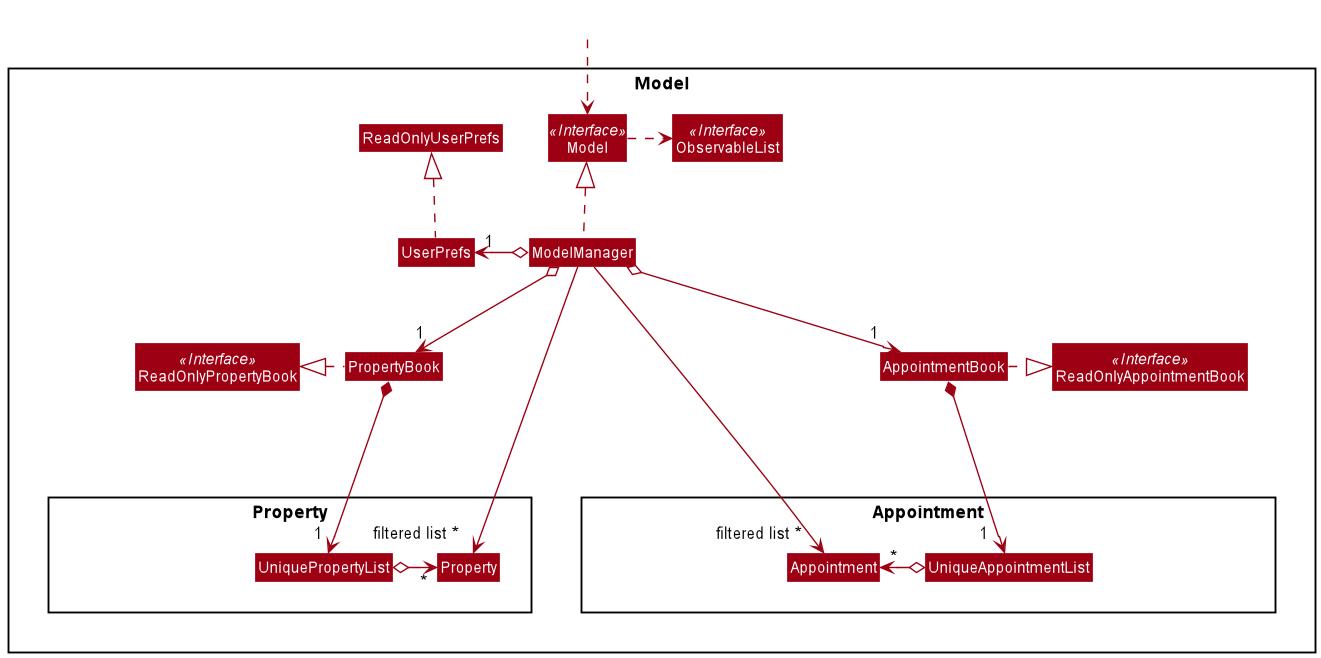 Model
ReadOnlyUserPrefs
«Interface»
Model
«Interface»
ObservableList
UserPrefs
1
ModelManager
1
1
«Interface»
ReadOnlyPropertyBook
PropertyBook
AppointmentBook
«Interface»
ReadOnlyAppointmentBook
Property
1
filtered list *
UniquePropertyList
*
Property
Appointment
filtered list *
1
Appointment
*
UniqueAppointmentList